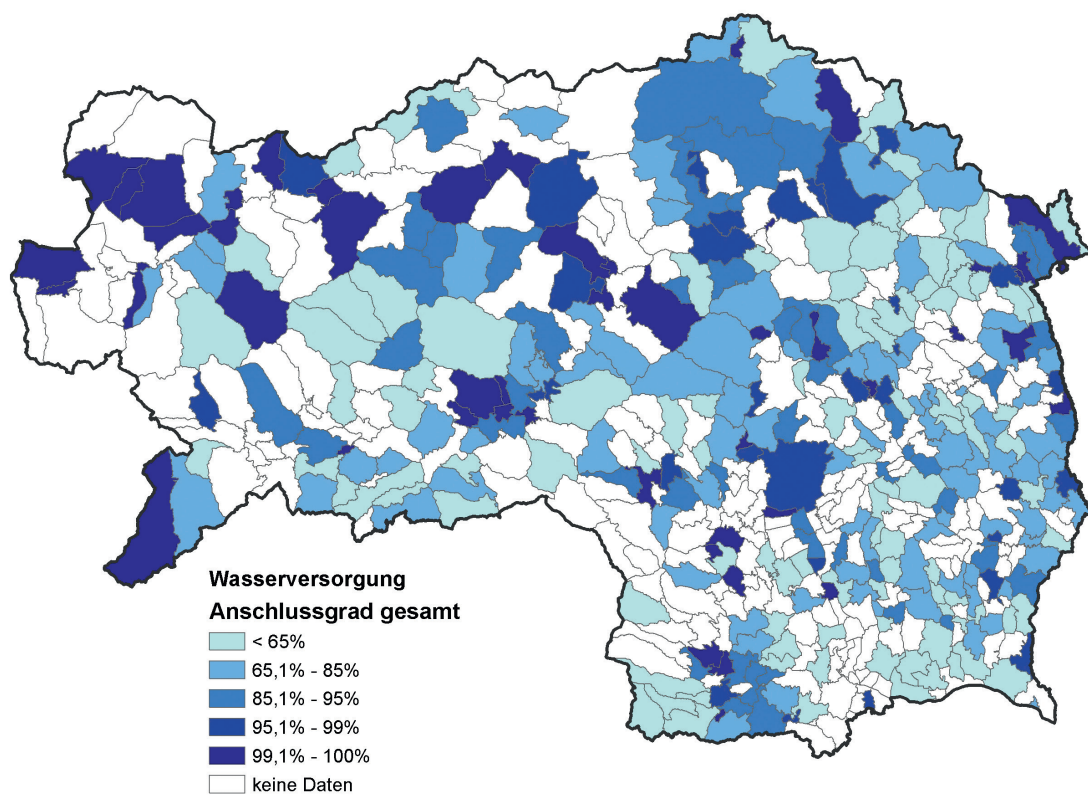 Wasserversorgung
Anschlussgrad gesamt
< 65%
65,1% - 85%
85,1% - 95%
95,1% - 99%
99,1% - 100%
keine Daten